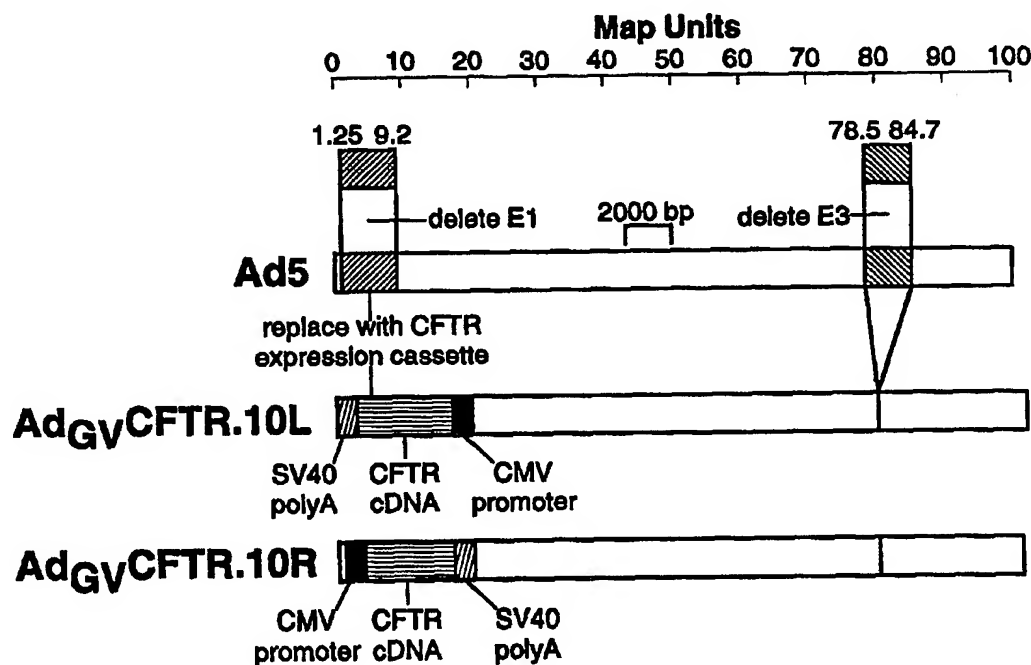 Map Units
0 10 20 30 40 50 60 70 80 90 100
1.25 9.2
78.5 84.7
delete E1
2000 bp
delete E3
Ad5
replace with CFTR
expression cassette
AdGVCFTR.10L
SV40
polyA
CFTR
cDNA
CMV
promoter
AdGVCFTR.10R
CMV
promoter
CFTR
cDNA
SV40
polyA